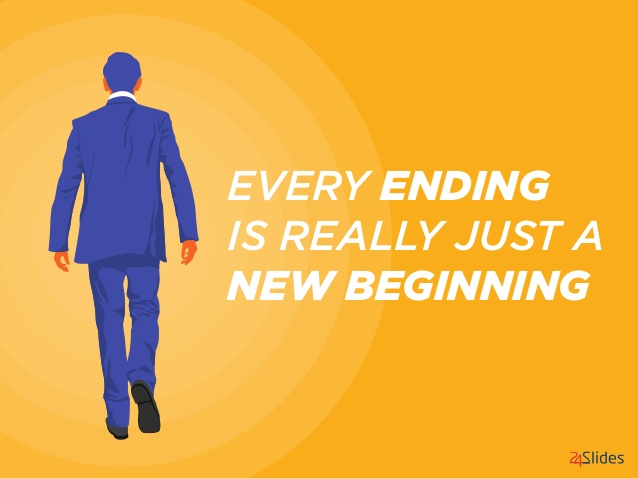 EVERY ENDING
IS REALLY JUST A
NEW BEGINNING
24Slides